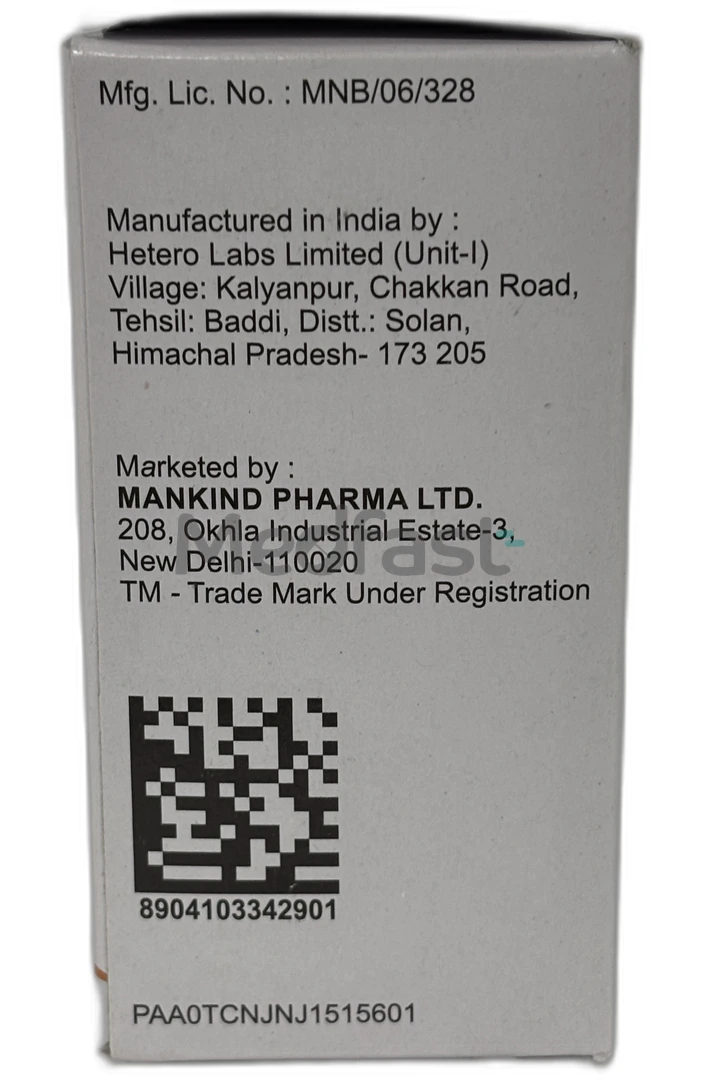 Mfg. Lic. No. : MNB/06/328
Manufactured in India by :
Hetero Labs Limited (Unit-I)
Village: Kalyanpur, Chakkan Road,
Tehsil: Baddi, Distt.: Solan,
Himachal Pradesh- 173 205
Marketed by :
MANKIND PHARMA LTD.
208, Okhla Industrial Estate-3,
Medfast
New Delhi-110020
TM - Trade Mark Under Registration
8904103342901
PAA0TCNJNJ1515601